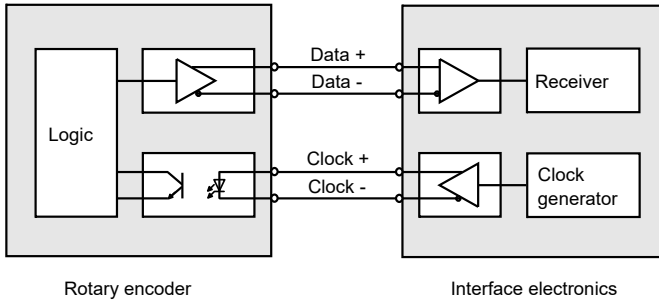 Data +
Data -
Receiver
Logic
Clock +
Clock -
Clock
generator
Rotary encoder
Interface electronics